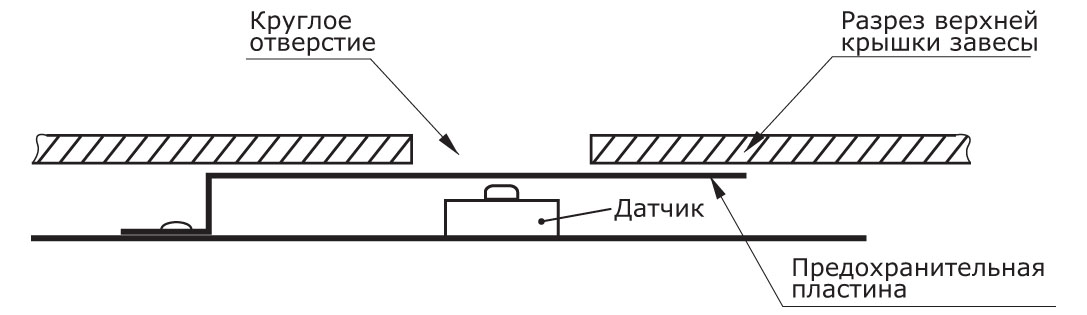 Круглое
отверстие
Разрез верхней
крышки завесы
Датчик
Предохранительная
пластина